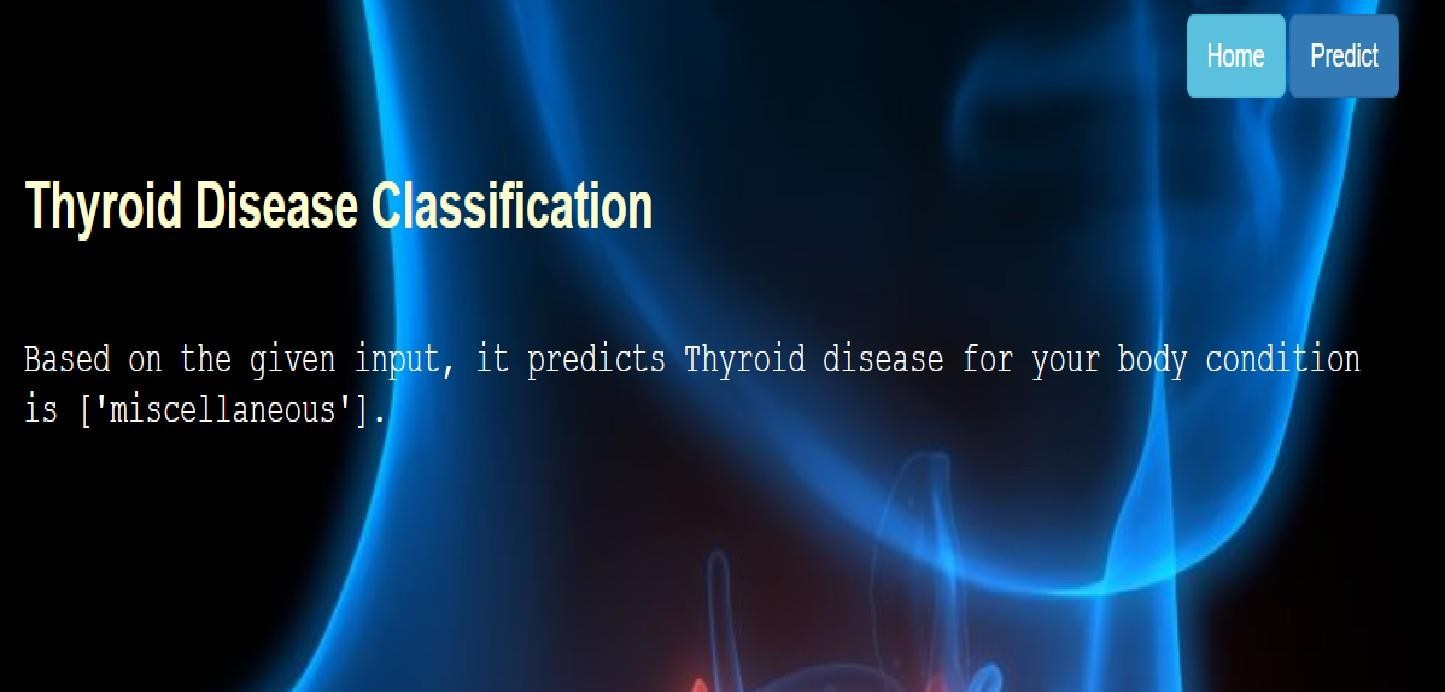 Home Predict
Thyroid Disease Classification
Based on the given input, it predicts Thyroid disease for your body condition
is ['miscellaneous'].